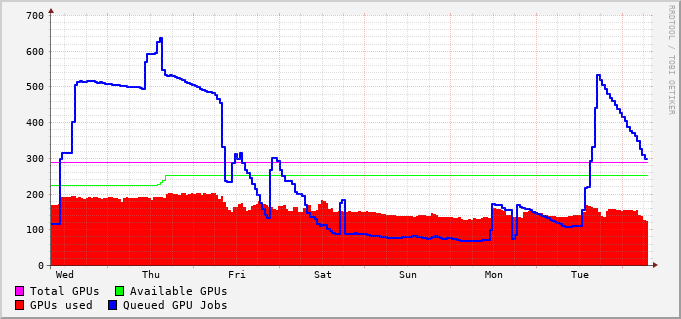 700
600
500
400
300
200
100
0
Wed Thu Fri Sat Sun Mon Tue
Total GPUs Available GPUs
GPUs used Queued GPU Jobs
RRDTOOL / TOBI OETIKER